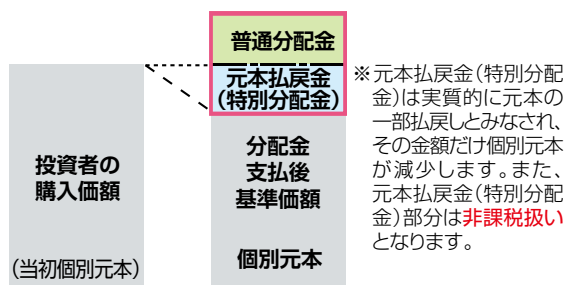 普通分配金
元本払戻金
(特別分配金)
分配金
支払後
基準価額
個別元本
投資者の
購入価額
(当初個別元本)
※元本払戻金(特別分配
金)は実質的に元本の
一部払戻しとみなされ、
その金額だけ個別元本
が減少します。また、
元本払戻金(特別分配
金)部分は非課税扱い
となります。